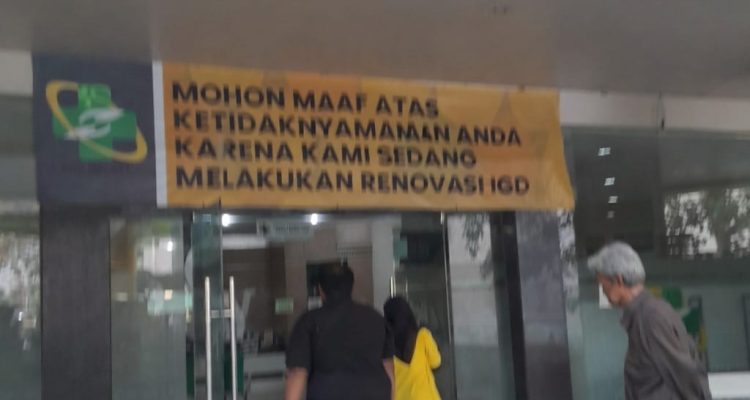 MOHON MAAF ATAS
KETIDAKNYAMANAN ANDA
KARENA KAMI SEDANG
MELAKUKAN RENOVASI IGD